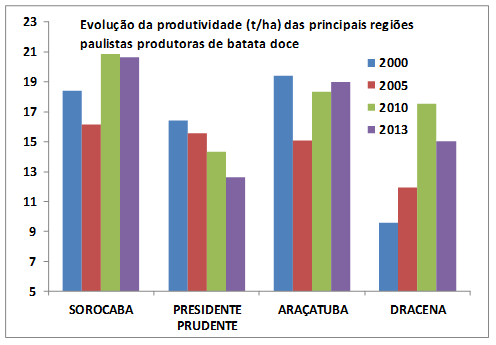 Evolução da produtividade (t/ha) das principais regiões
paulistas produtoras de batata doce
23
21
19
17
15
13
11
9
7
5
2000
2005
2010
2013
SOROCABA
PRESIDENTE
PRUDENTE
ARAÇATUBA
DRACENA